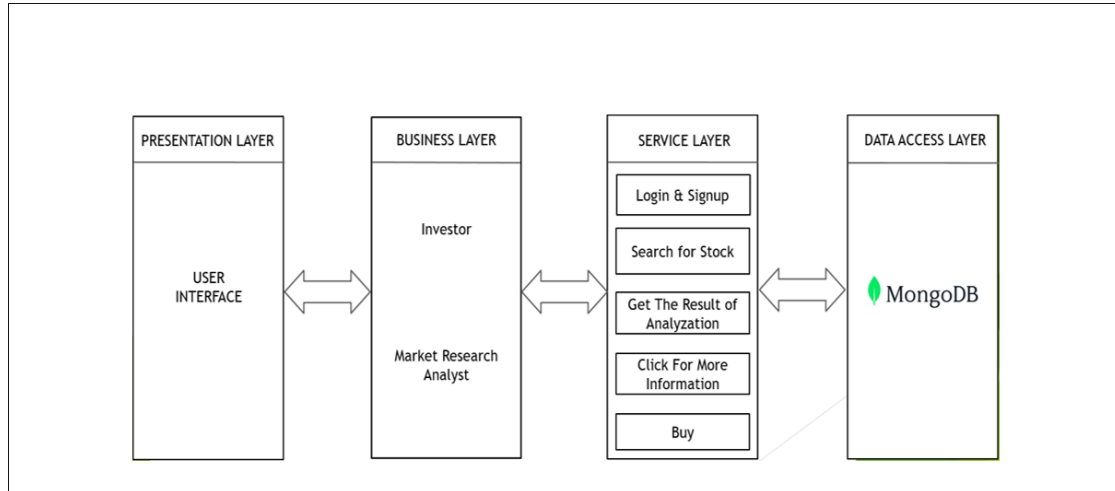 PRESENTATION LAYER
USER
INTERFACE
BUSINESS LAYER
Investor
Market Research
Analyst
SERVICE LAYER
Login & Signup
Search for Stock
Get The Result of
Analyzation
Click For More
Information
Buy
DATA ACCESS LAYER
MongoDB